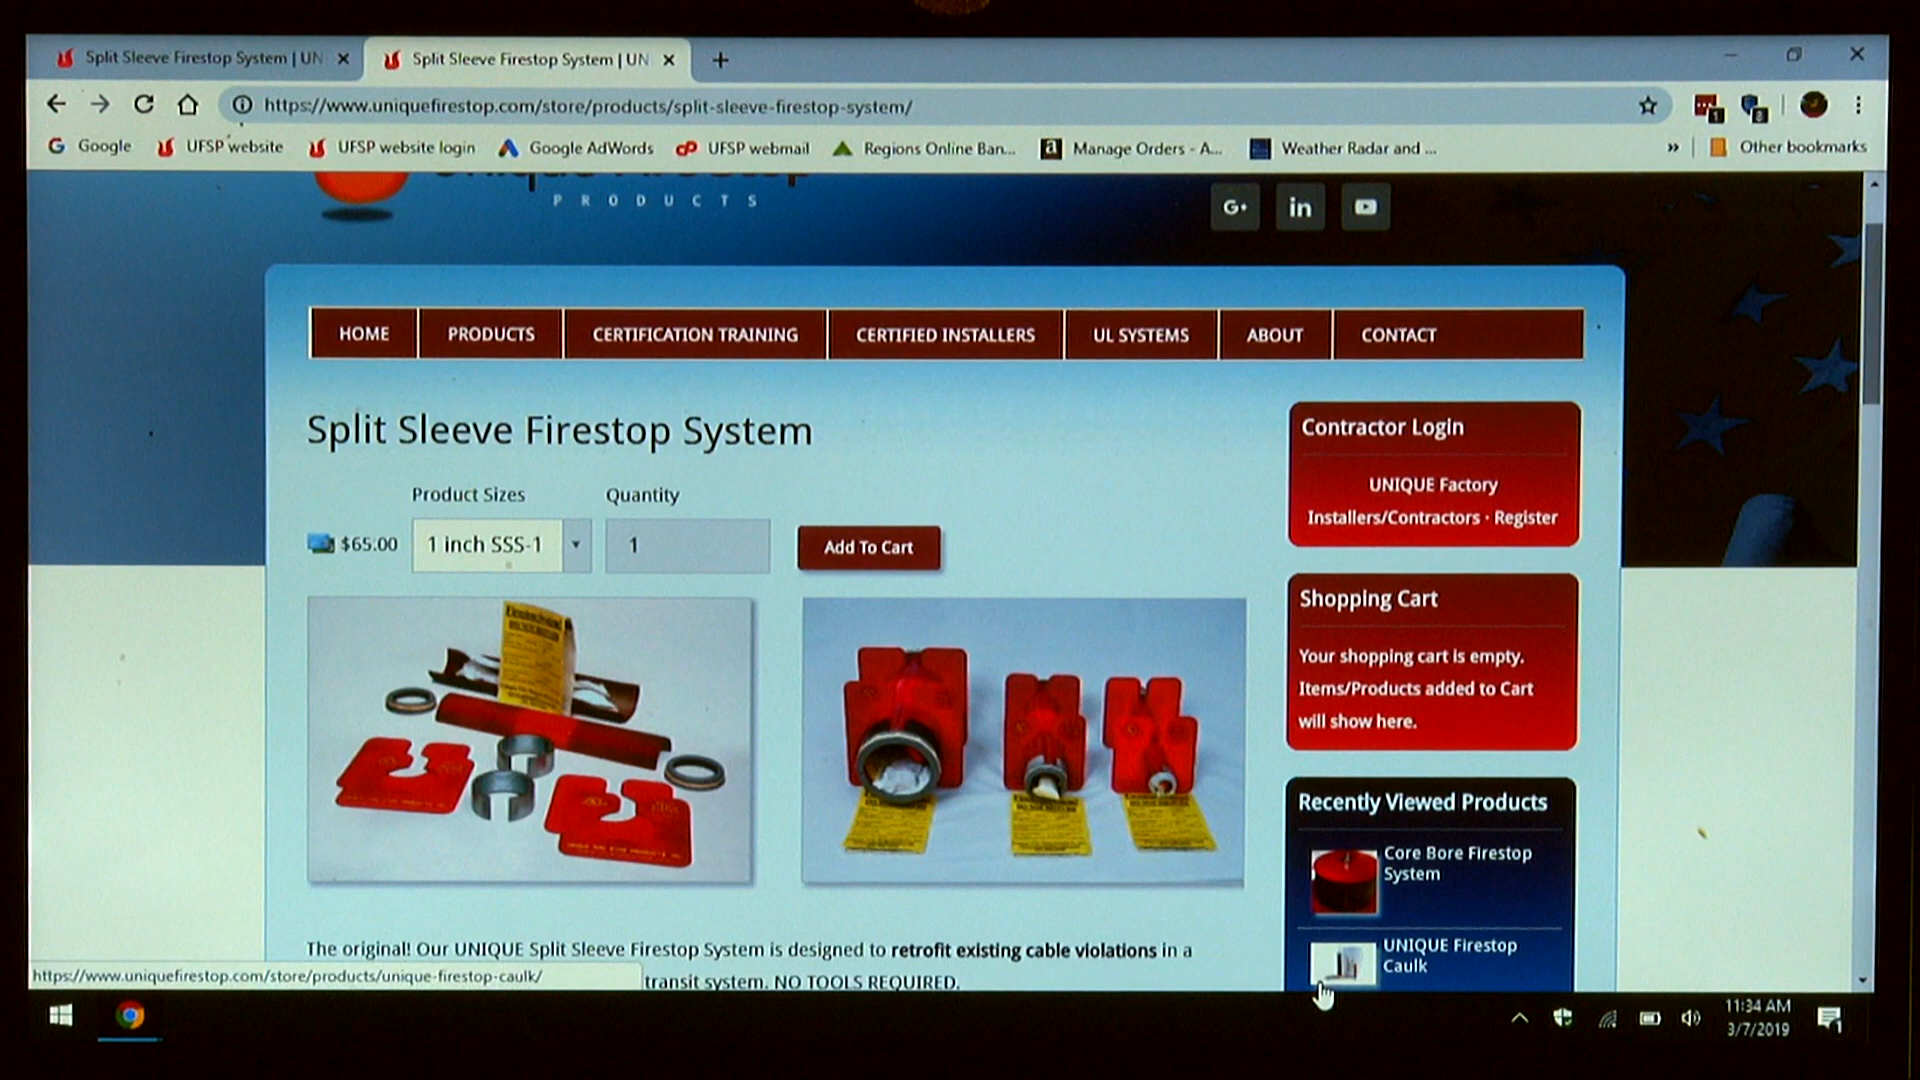 Split Sleeve Firestop System | UN
Split Sleeve Firestop System | UN
https://www.uniquefirestop.com/store/products/split-sleeve-firestop-system/
1
8
Google
UFSP website
UFSP website login
Google AdWords
UFSP webmail
Regions Online Ban...
Manage Orders - A...
Weather Radar and ...
Other bookmarks
PRODUCTS
G+
in
HOME
PRODUCTS
CERTIFICATION TRAINING
CERTIFIED INSTALLERS
UL SYSTEMS
ABOUT
CONTACT
Split Sleeve Firestop System
Product Sizes
Quantity
$65.00
1 inch SSS-1
1
Add To Cart
Contractor Login
UNIQUE Factory
Installers/Contractors · Register
Shopping Cart
Your shopping cart is empty.
Items/Products added to Cart
will show here.
Recently Viewed Products
Core Bore Firestop
System
UNIQUE Firestop
Caulk
The original! Our UNIQUE Split Sleeve Firestop System is designed to retrofit existing cable violations in a
transit system. NO TOOLS REQUIRED.
https://www.uniquefirestop.com/store/products/unique-firestop-caulk/
11:34 AM
3/7/2019
1